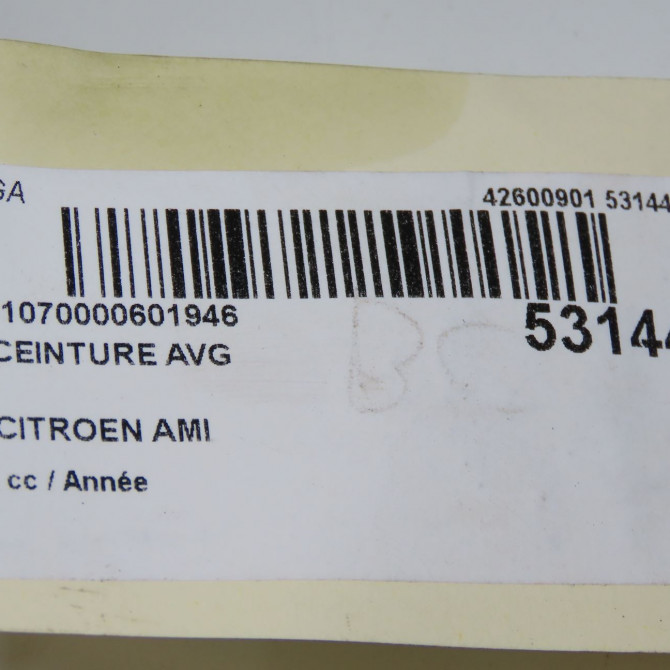 GA
42600901 53144
1070000601946
53144
CEINTURE AVG
CITROEN AMI
cc / Année